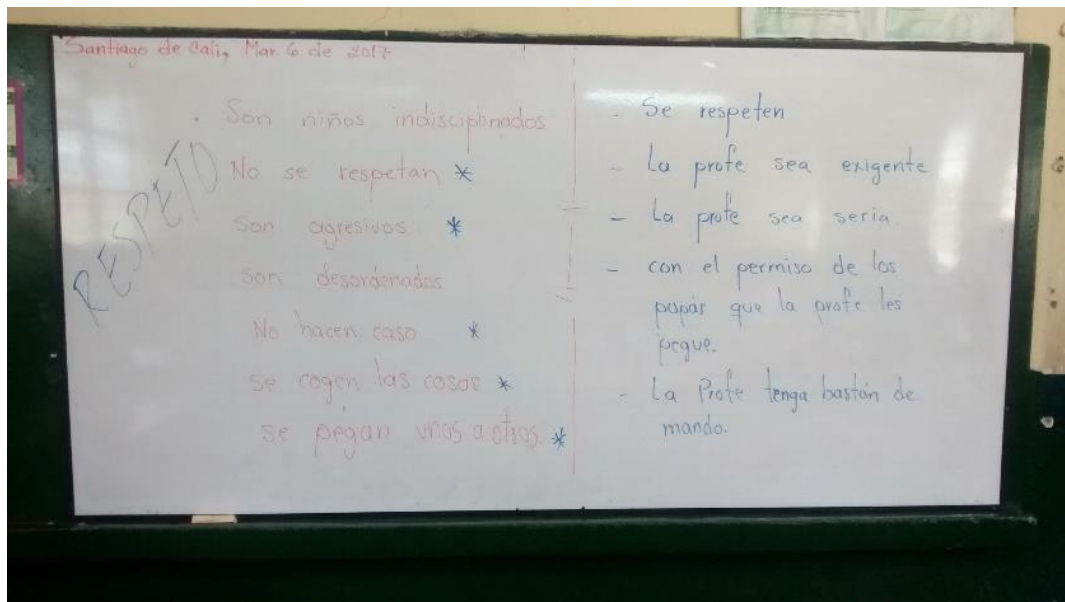 Santiago de Cali, Mar. 6 de 2017
RESPETO
. Son niños indisciplinados
No se respetan *
Son agresivos *
Son desordenados
No hacen caso *
se cogen las cosas *
se pegan unos a otros. *
- Se respeten
- La profe sea exigente
- La profe sea seria.
- con el permiso de los
papás que la profe les
pegue.
- La Profe tenga bastón de
mando.